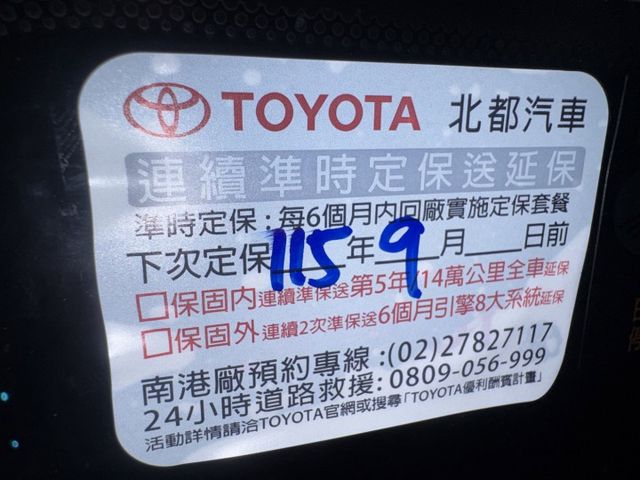 TOYOTA 北都汽車
連續準時定保送延保
準時定保：每6個月內回廠實施定保套餐
下次定保115年9月___日前
□保固內連續準保送第5年/14萬公里全車延保
□保固外連續2次準保送6個月引擎8大系統延保
南港廠預約專線:(02)27827117
24小時道路救援:0809-056-999
活動詳情請洽TOYOTA官網或搜尋「TOYOTA優利酬賓計畫」